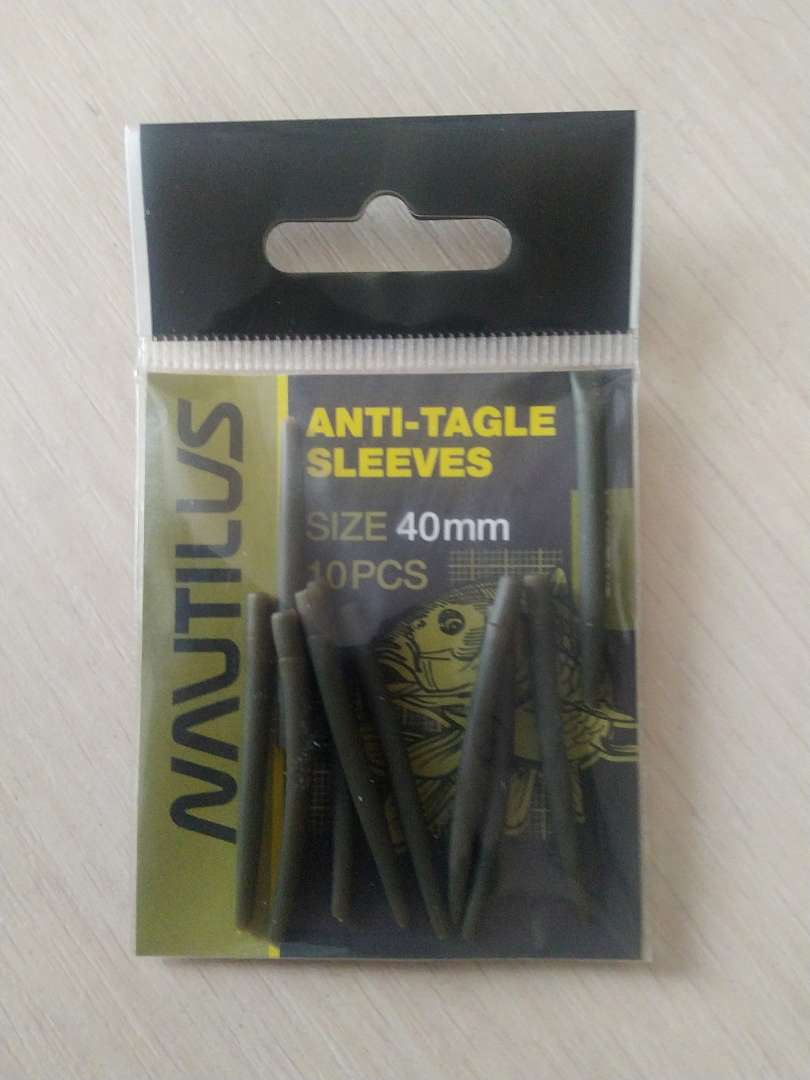 NAUTILUS
ANTI-TAGLE
SLEEVES
SIZE 40mm
10PCS